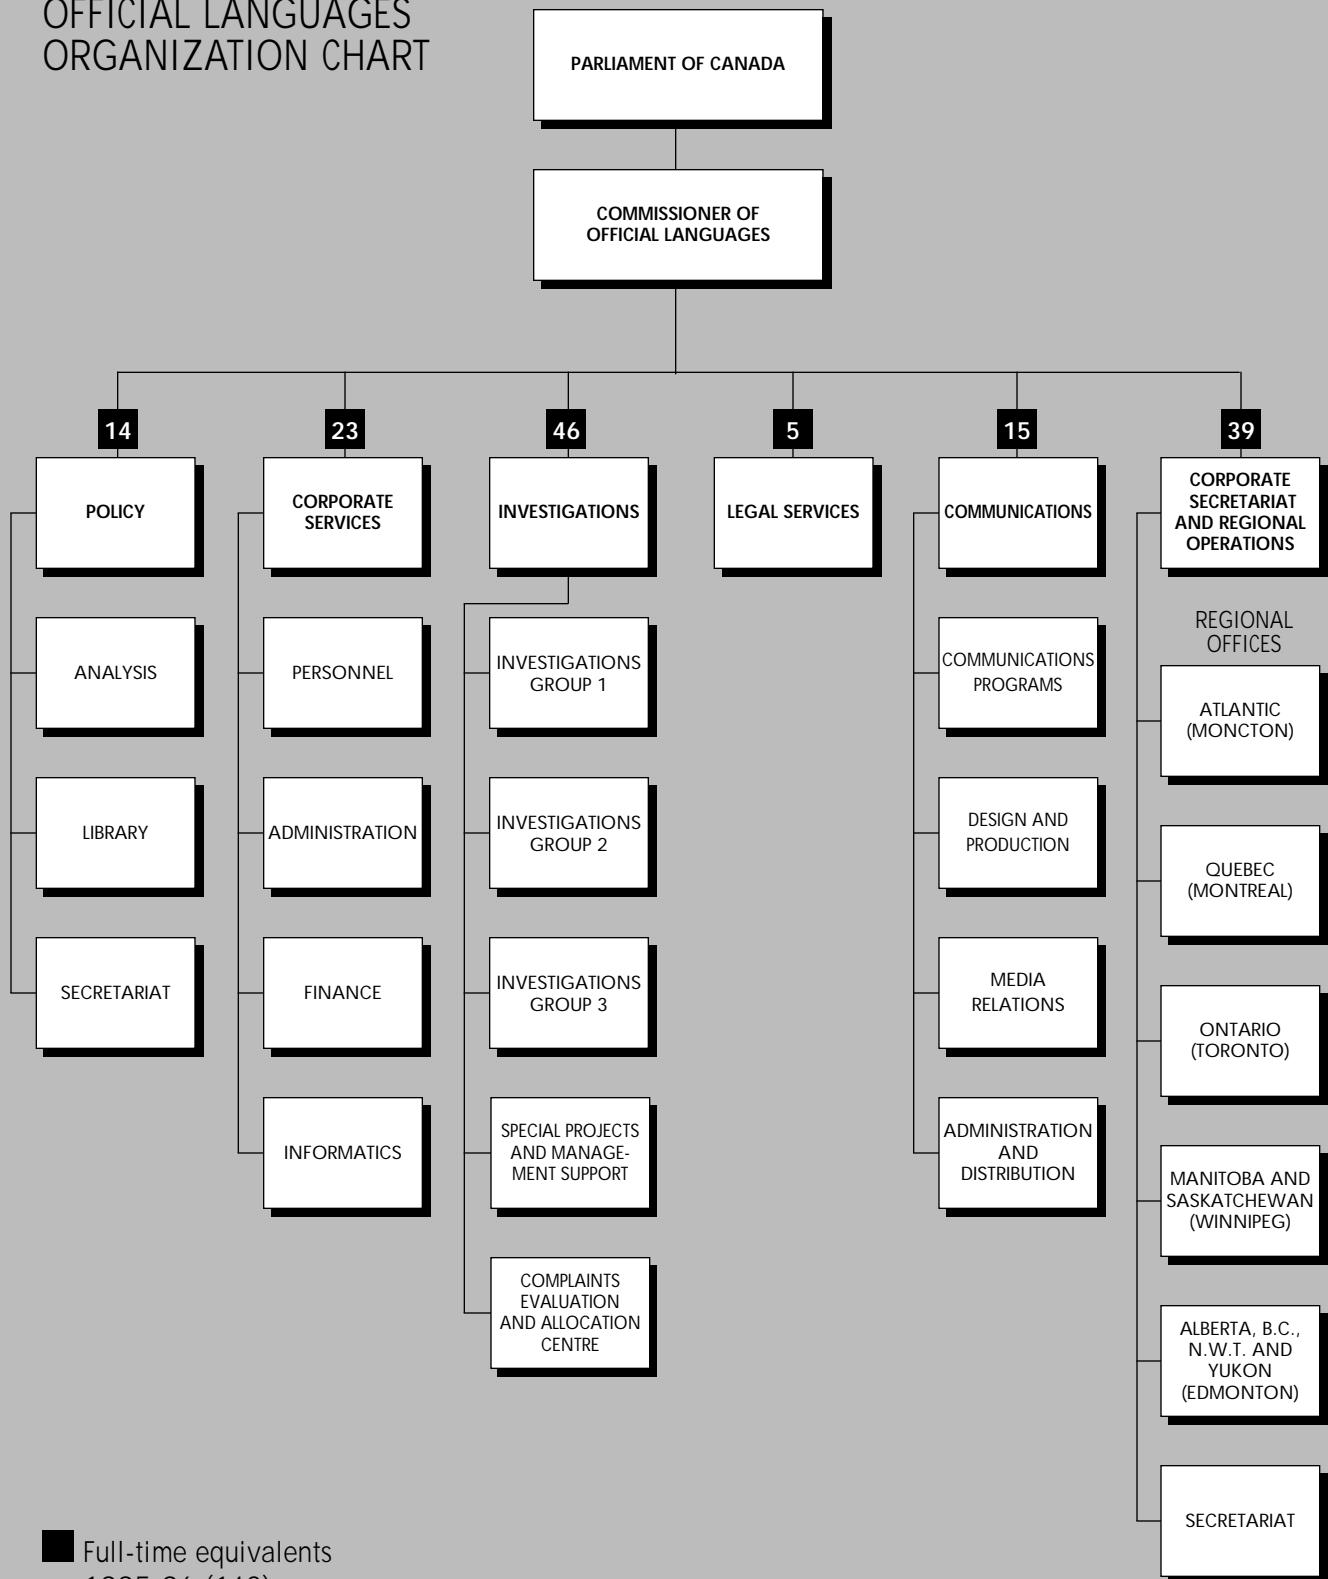 OFFICIAL LANGUAGES
ORGANIZATION CHART
PARLIAMENT OF CANADA
COMMISSIONER OF
OFFICIAL LANGUAGES
14
23
46
5
15
39
POLICY
ANALYSIS
LIBRARY
SECRETARIAT
CORPORATE
SERVICES
PERSONNEL
ADMINISTRATION
FINANCE
INFORMATICS
INVESTIGATIONS
INVESTIGATIONS
GROUP 1
INVESTIGATIONS
GROUP 2
INVESTIGATIONS
GROUP 3
SPECIAL PROJECTS
AND MANAGE-
MENT SUPPORT
COMPLAINTS
EVALUATION
AND ALLOCATION
CENTRE
LEGAL SERVICES
COMMUNICATIONS
COMMUNICATIONS
PROGRAMS
DESIGN AND
PRODUCTION
MEDIA
RELATIONS
ADMINISTRATION
AND
DISTRIBUTION
CORPORATE
SECRETARIAT
AND REGIONAL
OPERATIONS
REGIONAL
OFFICES
ATLANTIC
(MONCTON)
QUEBEC
(MONTREAL)
ONTARIO
(TORONTO)
MANITOBA AND
SASKATCHEWAN
(WINNIPEG)
ALBERTA, B.C.,
N.W.T. AND
YUKON
(EDMONTON)
SECRETARIAT
Full-time equivalents